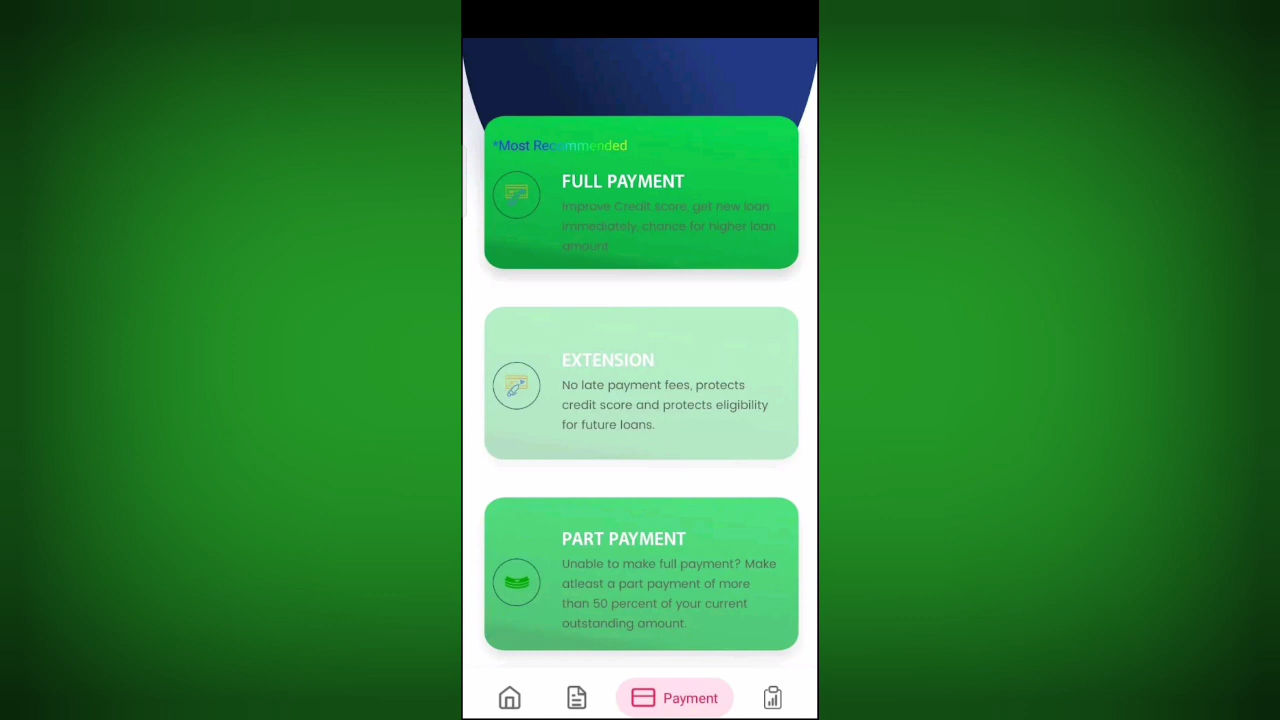 *Most Recommended
FULL PAYMENT
Improve Credit score, get new loan
immediately, chance for higher loan
amount
EXTENSION
No late payment fees, protects
credit score and protects eligibility
for future loans.
PART PAYMENT
Unable to make full payment? Make
atleast a part payment of more
than 50 percent of your current
outstanding amount.
Payment